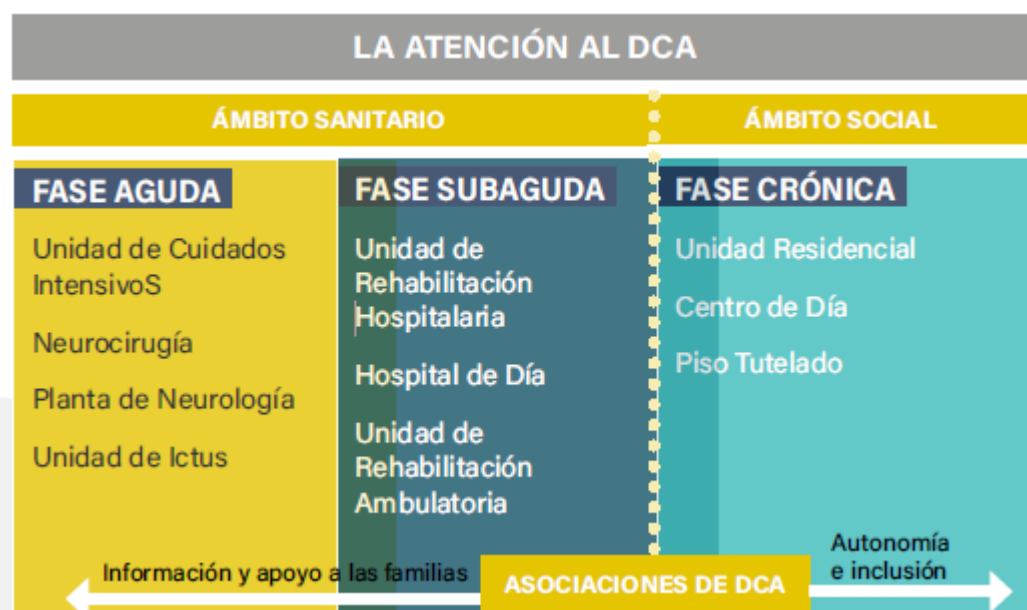 LA ATENCIÓN AL DCA
ÁMBITO SANITARIO
ÁMBITO SOCIAL
FASE AGUDA
Unidad de Cuidados
IntensivoS
Neurocirugía
Planta de Neurología
Unidad de Ictus
FASE SUBAGUDA
Unidad de
Rehabilitación
Hospitalaria
Hospital de Día
Unidad de
Rehabilitación
Ambulatoria
FASE CRÓNICA
Unidad Residencial
Centro de Día
Piso Tutelado
Información y apoyo a las familias
ASOCIACIONES DE DCA
Autonomía
e inclusión